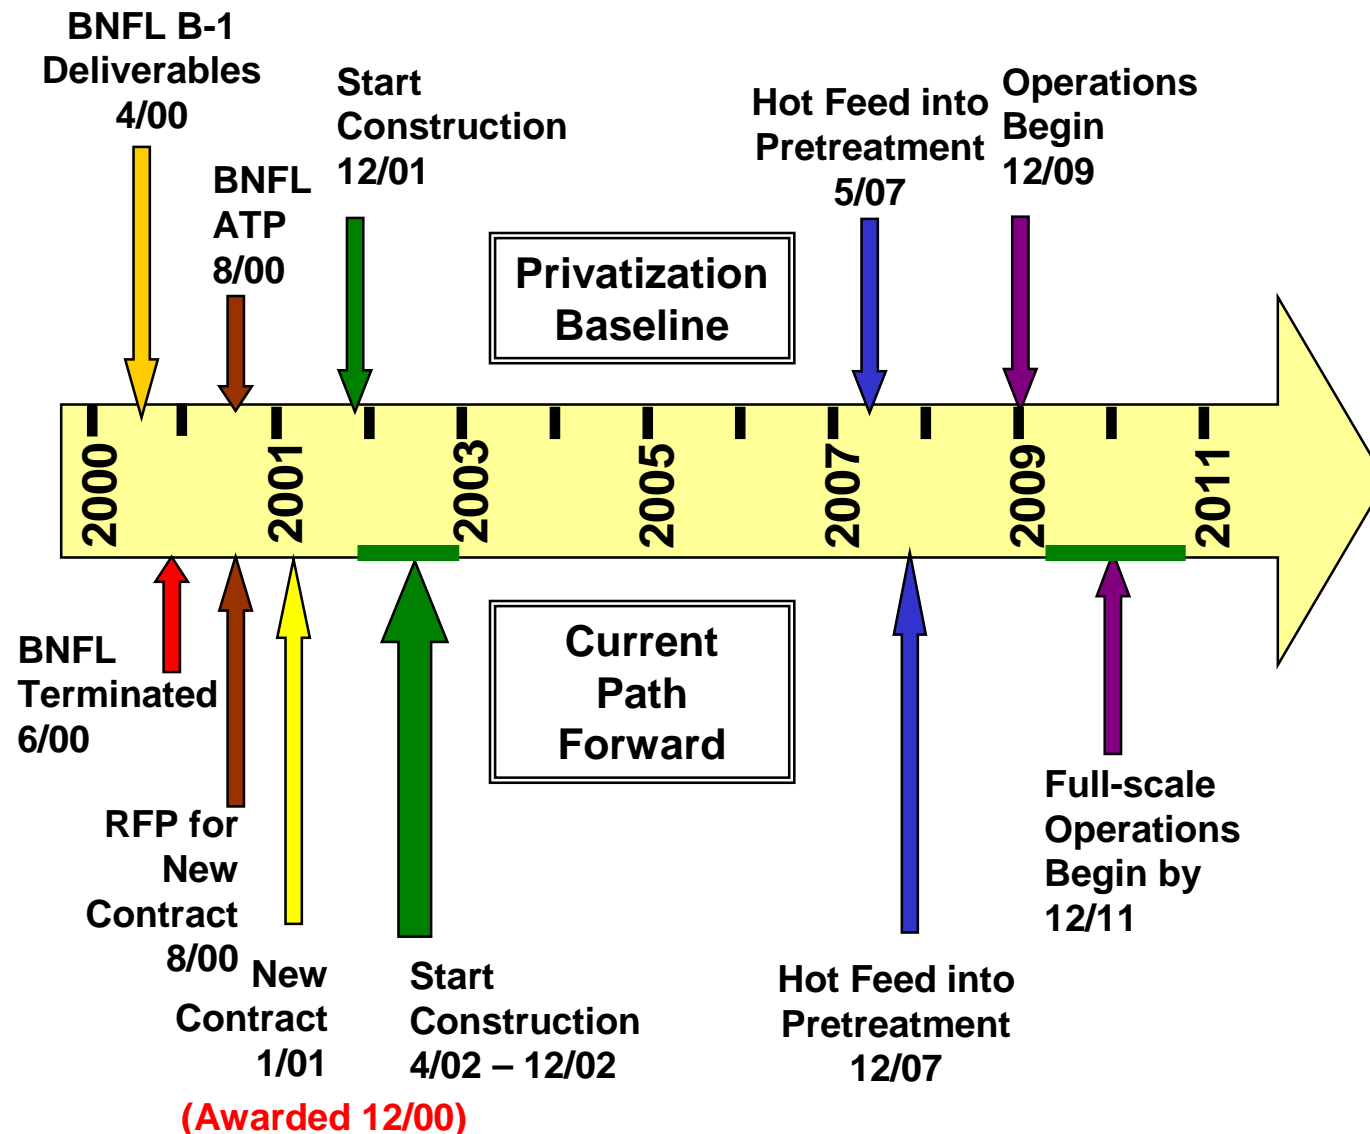 BNFL B-1
Deliverables
4/00
BNFL
ATP
8/00
Start
Construction
12/01
Hot Feed into
Pretreatment
5/07
Operations
Begin
12/09
Privatization
Baseline
2000
2001
2003
2005
2007
2009
2011
BNFL
Terminated
6/00
RFP for
New
Contract
8/00
New
Contract
1/01
(Awarded 12/00)
Start
Construction
4/02 – 12/02
Current
Path
Forward
Hot Feed into
Pretreatment
12/07
Full-scale
Operations
Begin by
12/11